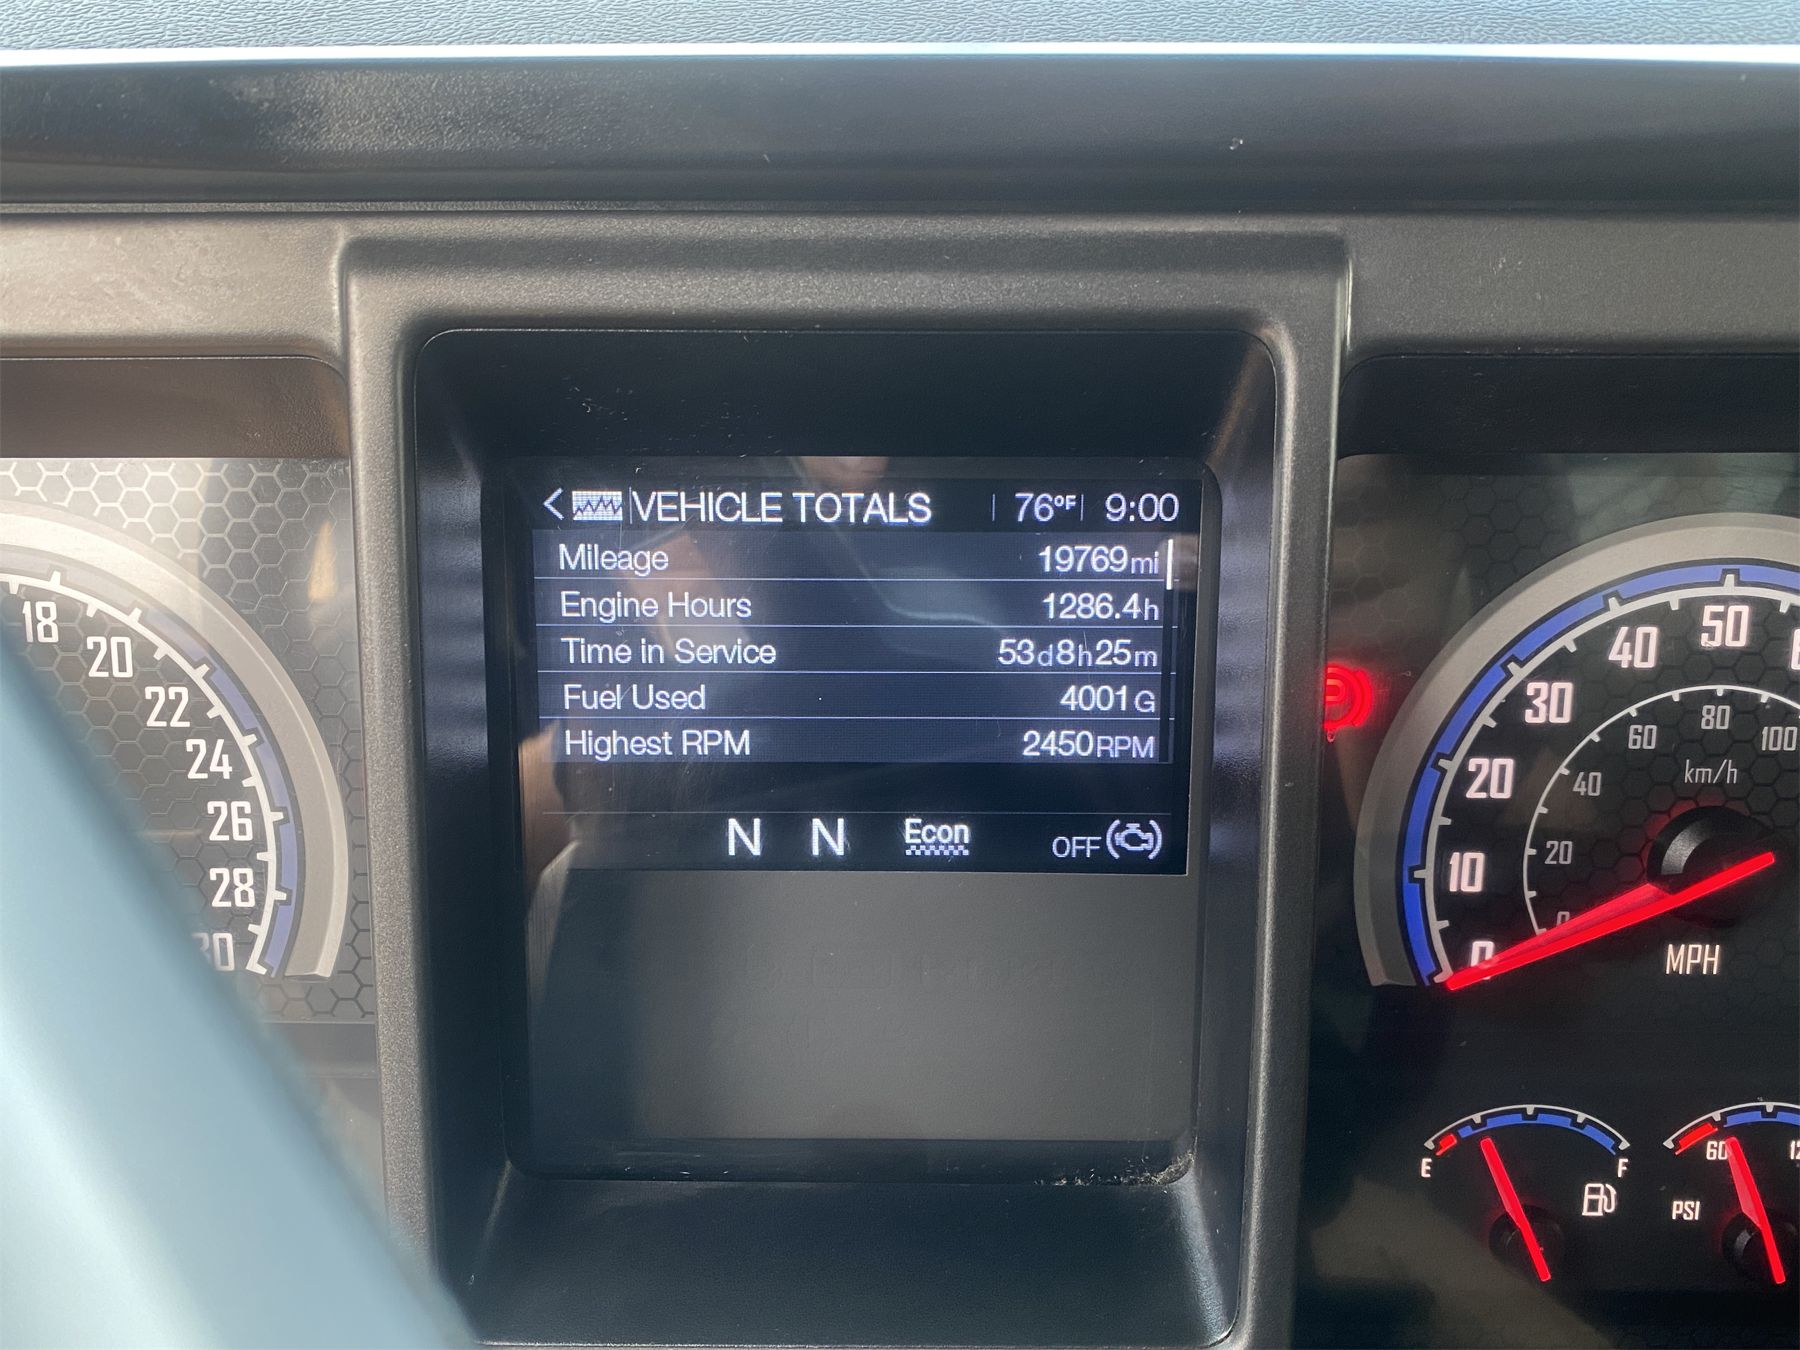 VEHICLE TOTALS 76°F 9:00
Mileage 19769mi
Engine Hours 1286.4h
Time in Service 53d8h25m
Fuel Used 4001G
Highest RPM 2450RPM
N N Econ OFF
18
20
22
24
26
28
30
0
10
20
30
40
50
0
20
40
60
80
100
km/h
MPH
P
E F
60
PSI